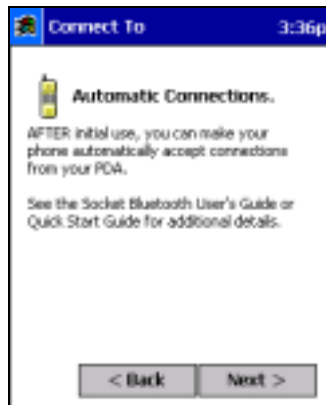 Connect To 3:36p
Automatic Connections.
AFTER initial use, you can make your
phone automatically accept connections
from your PDA.
See the Socket Bluetooth User's Guide or
Quick Start Guide for additional details.
< Back Next >